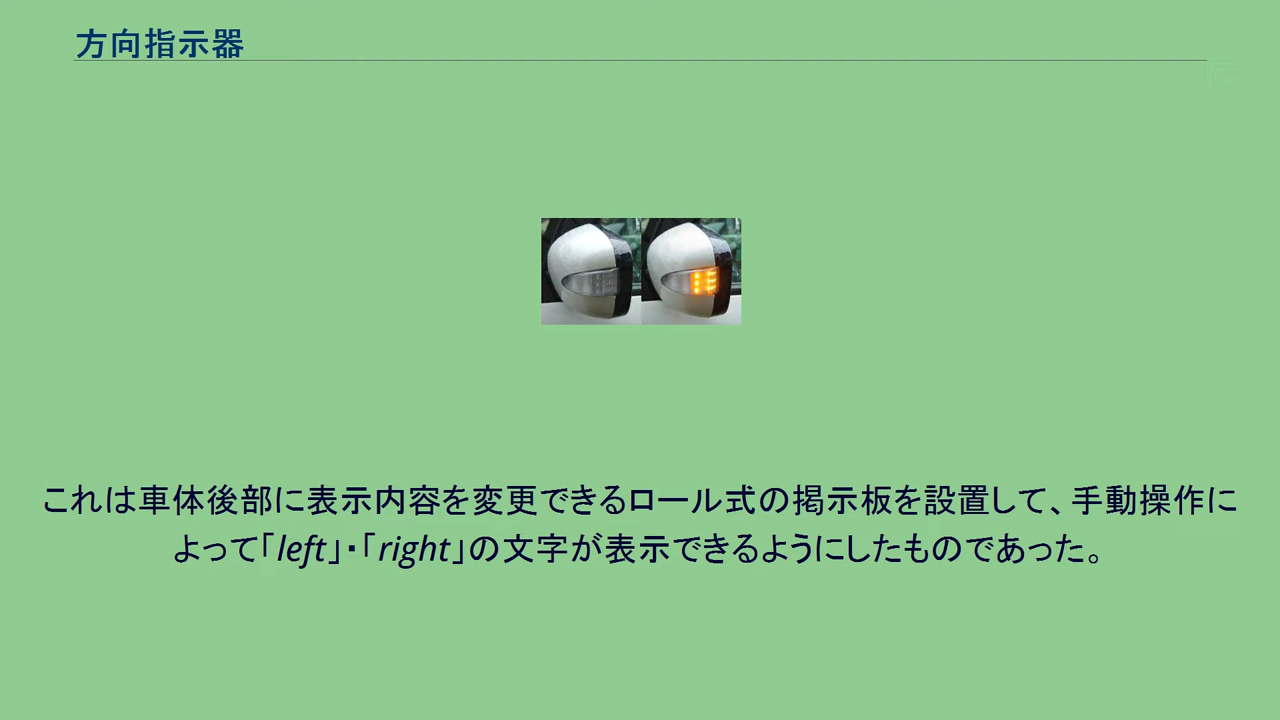 方向指示器
これは車体後部に表示内容を変更できるロール式の掲示板を設置して、手動操作に
よって｢left｣･｢right｣の文字が表示できるようにしたものであった。